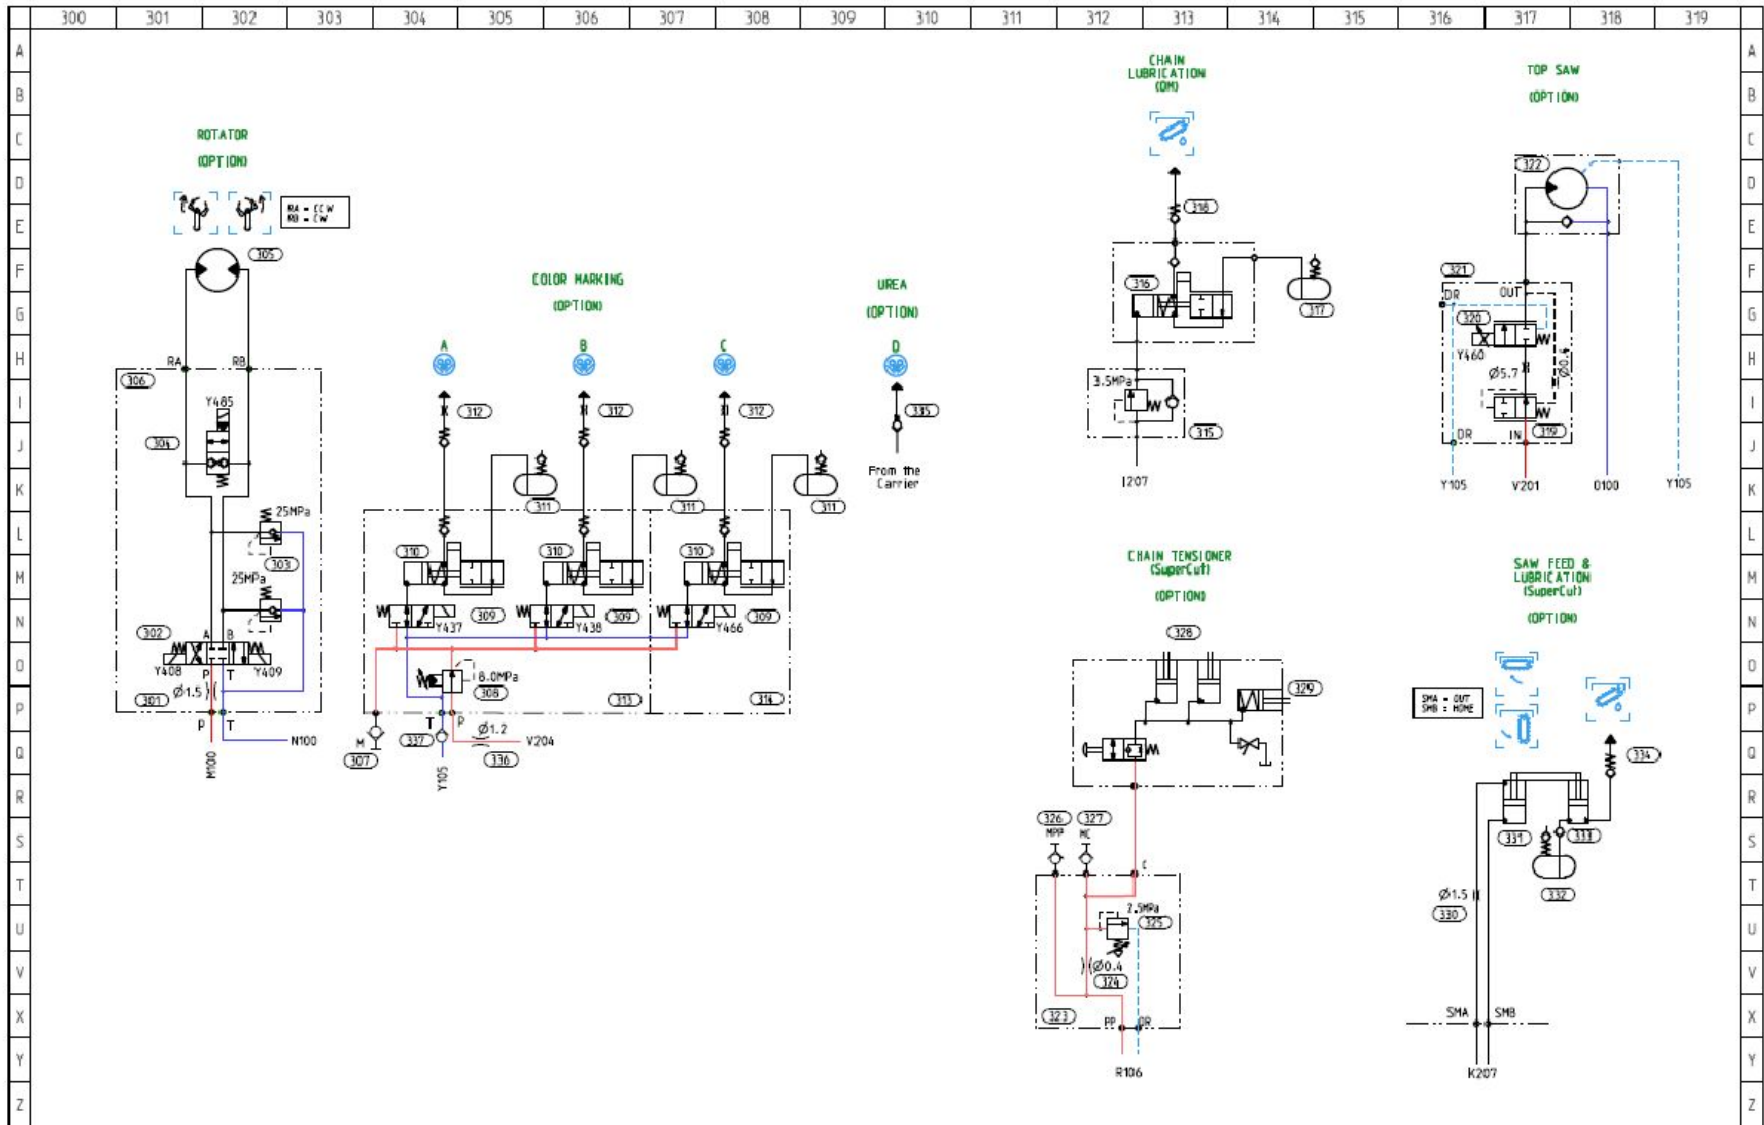 300 301 302 303 304 305 306 307 308 309 310 311 312 313 314 315 316 317 318 319
A A
B B
C C
D D
E E
F F
G G
H H
I I
J J
K K
L L
M M
N N
O O
P P
Q Q
R R
S S
T T
U U
V V
X X
Y Y
Z Z
ROTATOR
(OPTION)
RA = CCW
RB = CW
305
RA RB
306
Y485
304
25MPa
303
25MPa
302
A B
Y408 Y409
P T
Ø1.5
301
P T
N100
M100
COLOR MARKING
(OPTION)
A B C
312 312 312
311 311 311
310 310 310
309 309 309
Y437 Y438 Y466
8.0MPa
308
313 314
T P
M
307
337
Ø1.2
336
V204
Y105
UREA
(OPTION)
D
335
From the
Carrier
CHAIN
LUBRICATION
(QM)
318
316
317
3.5MPa
315
I207
TOP SAW
(OPTION)
322
321
DR OUT
320
Y460
Ø5.7
DR IN 319
Y105 V201 O100 Y105
CHAIN TENSIONER
(SuperCut)
(OPTION)
328
329
326 327
MPP MC
C
2.5MPa
325
Ø0.4
324
323
PP DR
R106
SAW FEED &
LUBRICATION
(SuperCut)
(OPTION)
SMA = OUT
SMB = HOME
334
331 333
332
Ø1.5
330
SMA SMB
K207